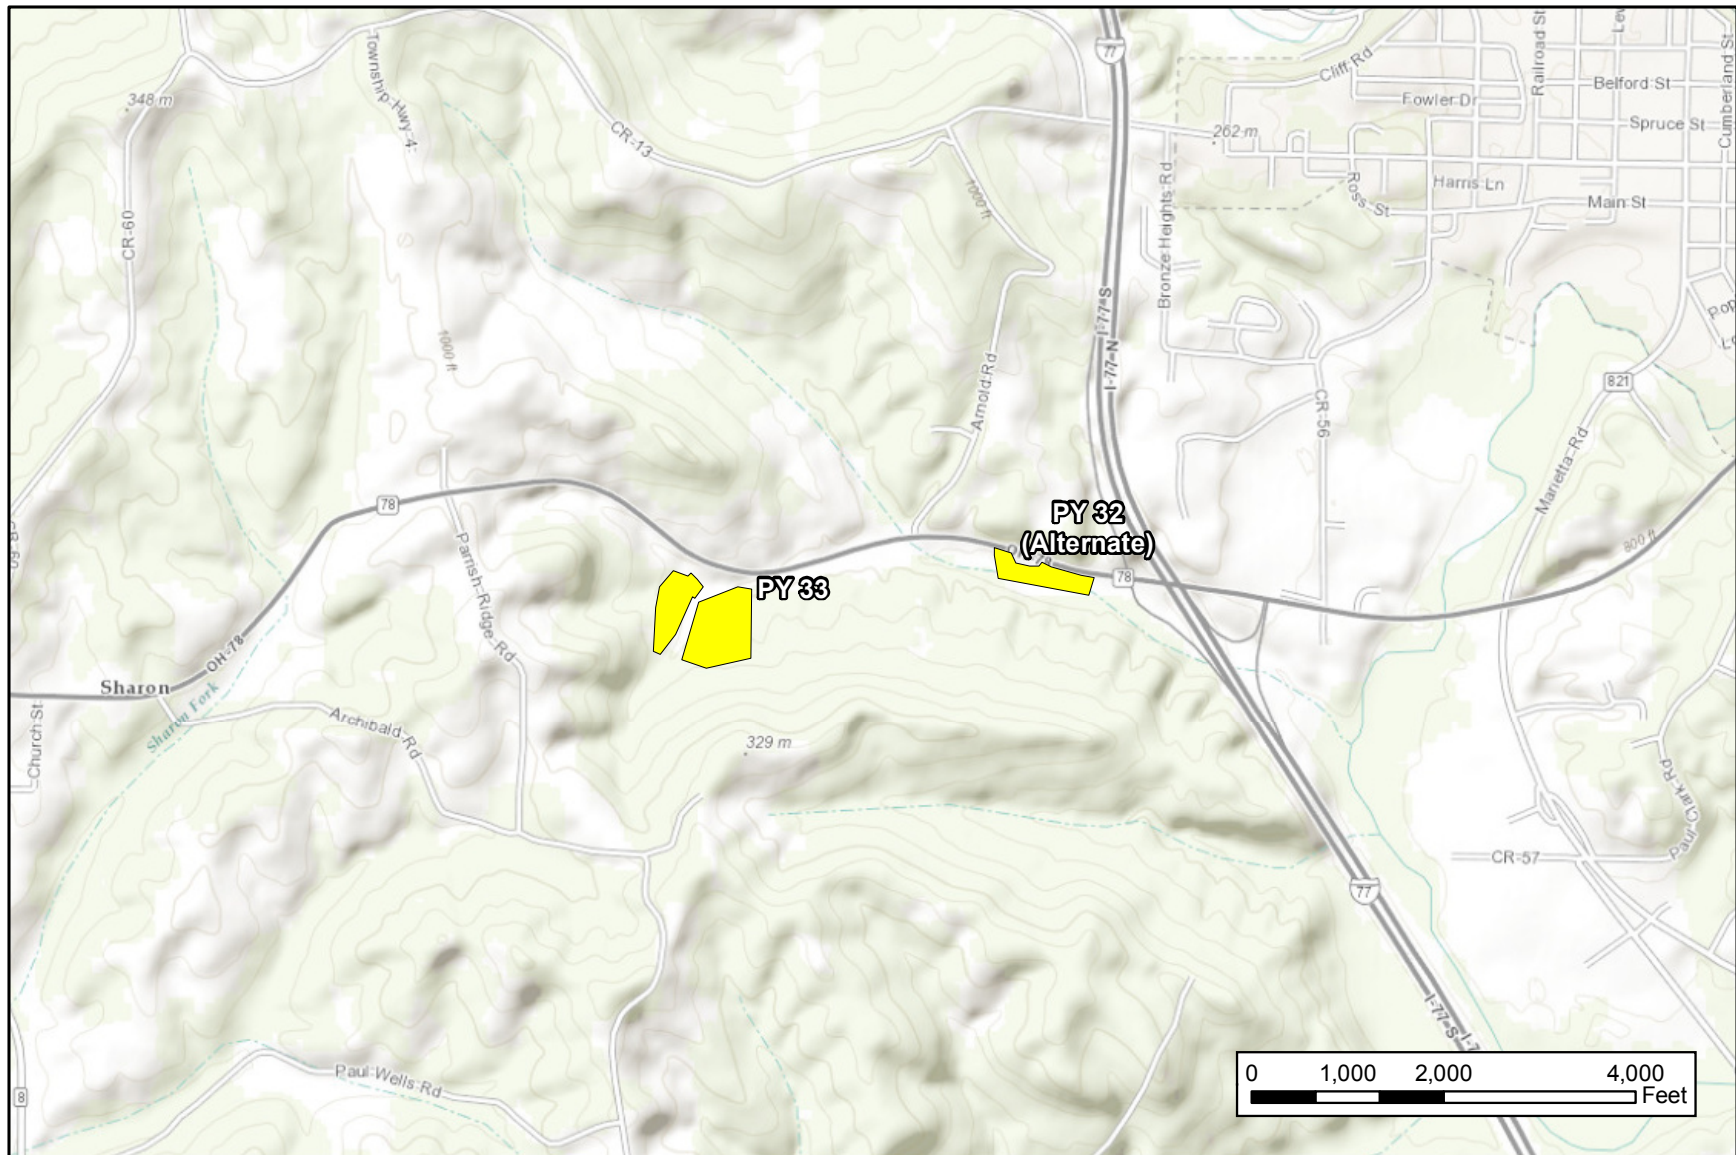 77
Cliff Rd
Railroad St
Cumberland St
Township Hwy 4
348 m
Belford St
Fowler Dr
Spruce St
262 m
CR-13
Harris Ln
Ross St
Main St
1000 ft
CR-60
Bronze Heights Rd
I-77 S
I-77 N
1000 ft
Arnold Rd
821
CR-56
Marietta Rd
78
PY 32
(Alternate)
800 ft
78
PY 33
Parrish Ridge Rd
OH-78
Sharon
Sharon Fork
Archibald Rd
Church St
329 m
Paul Clark Rd
CR-57
77
I-77 S
Paul Wells Rd
8
0 1,000 2,000 4,000
Feet